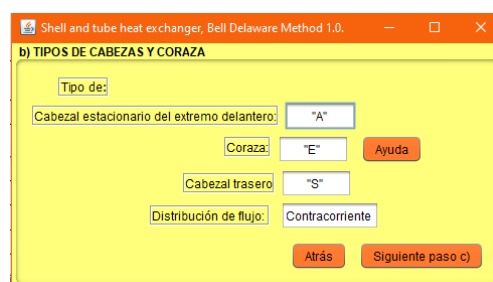 Shell and tube heat exchanger, Bell Delaware Method 1.0.
b) TIPOS DE CABEZAS Y CORAZA
Tipo de:
Cabezal estacionario del extremo delantero: "A"
Coraza: "E" Ayuda
Cabezal trasero "S"
Distribución de flujo: Contracorriente
Atrás Siguiente paso c)